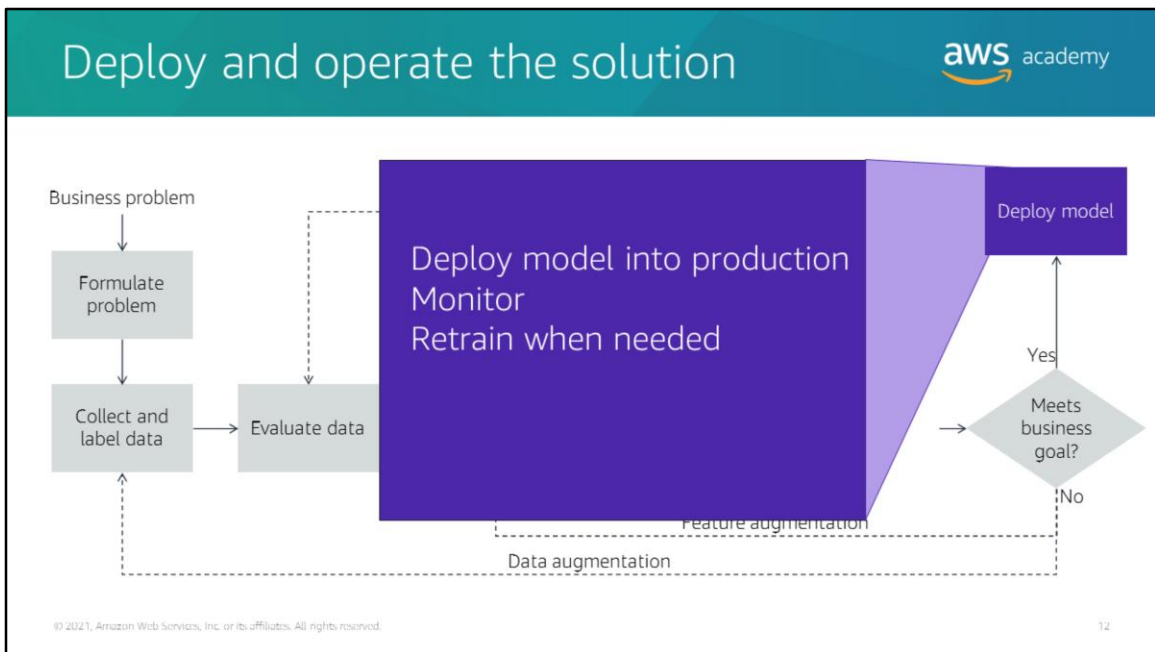 Deploy and operate the solution
aws academy
Business problem
Formulate
problem
Collect and
label data
Evaluate data
Deploy model into production
Monitor
Retrain when needed
Deploy model
Yes
Meets
business
goal?
No
Feature augmentation
Data augmentation
© 2021, Amazon Web Services, Inc. or its affiliates. All rights reserved.
12